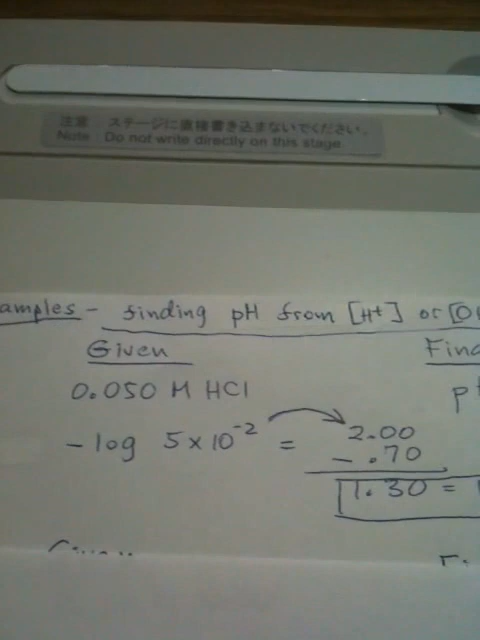 注意 ステージに直接書き込まないでください。
Note Do not write directly on this stage.
amples - finding pH from [H+] or [O
Given Find
0.050 M HCl p
- log 5 x 10⁻² = 2.00
- .70
1.30 =